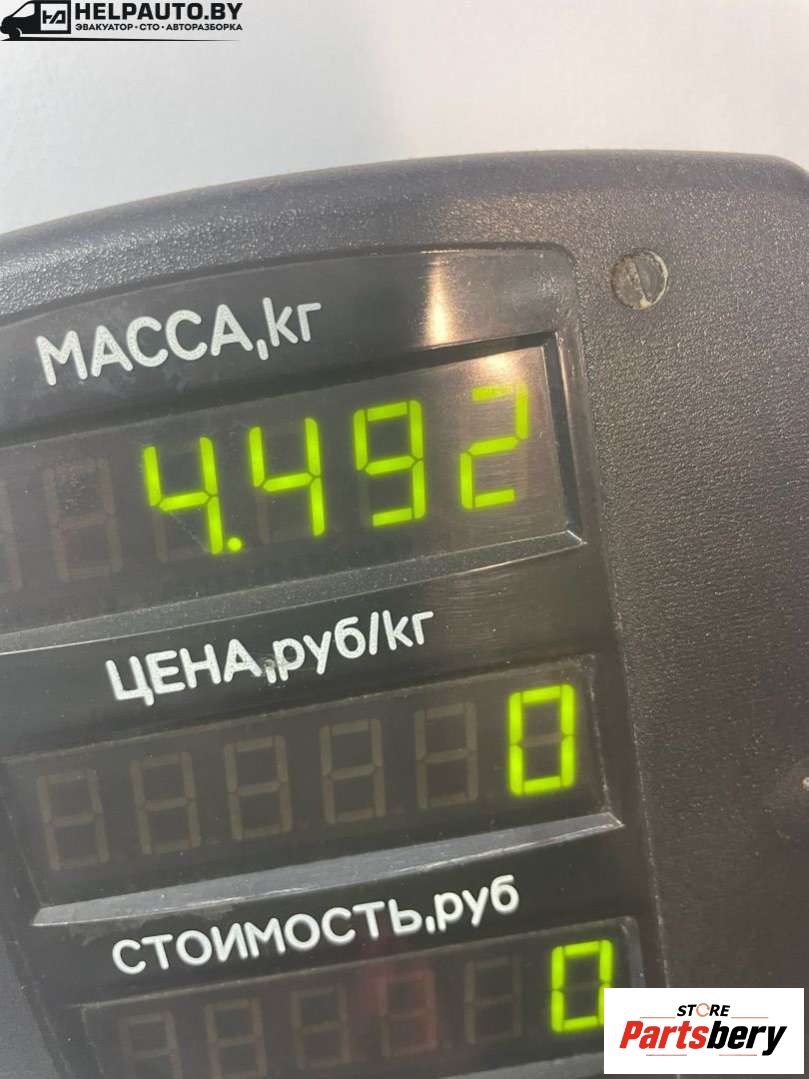 HELPAUTO.BY
ЭВАКУАТОР•СТО•АВТОРАЗБОРКА
МАССА,кг
4.492
ЦЕНА,руб/кг
0
СТОИМОСТЬ,руб
0
STORE
Partsbery